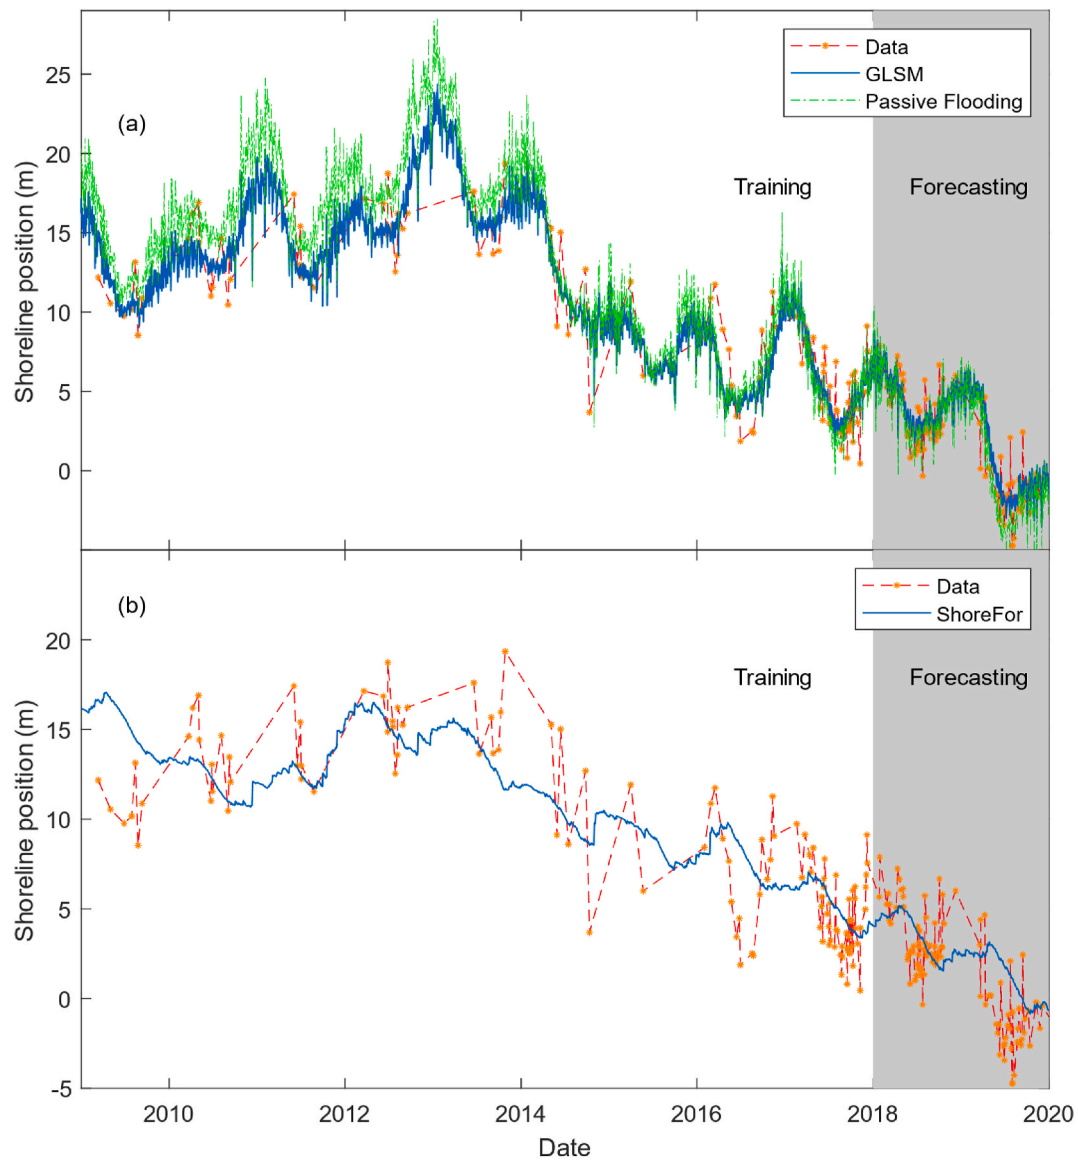 Data
GLSM
Passive Flooding
(a)
Training
Forecasting
25
20
15
10
5
0
Shoreline position (m)
Data
ShoreFor
(b)
Training
Forecasting
20
15
10
5
0
-5
Shoreline position (m)
2010 2012 2014 2016 2018 2020
Date